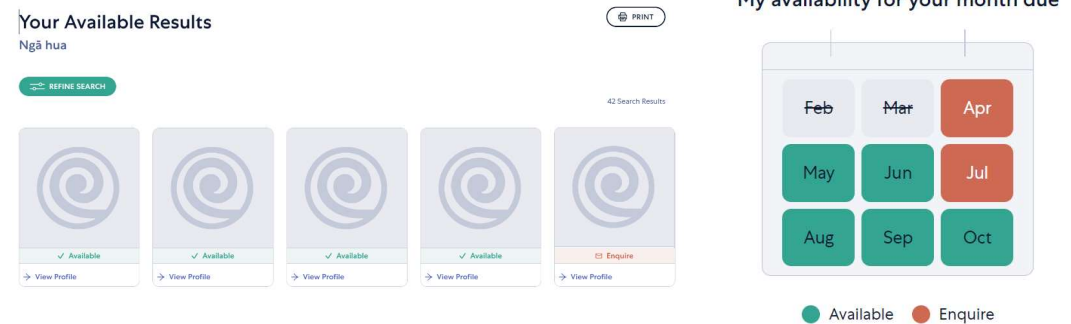 Your Available Results
Ngā hua
PRINT
REFINE SEARCH
42 Search Results
Available
View Profile
Available
View Profile
Available
View Profile
Available
View Profile
Enquire
View Profile
My availability for your month due
Feb Mar Apr
May Jun Jul
Aug Sep Oct
Available Enquire